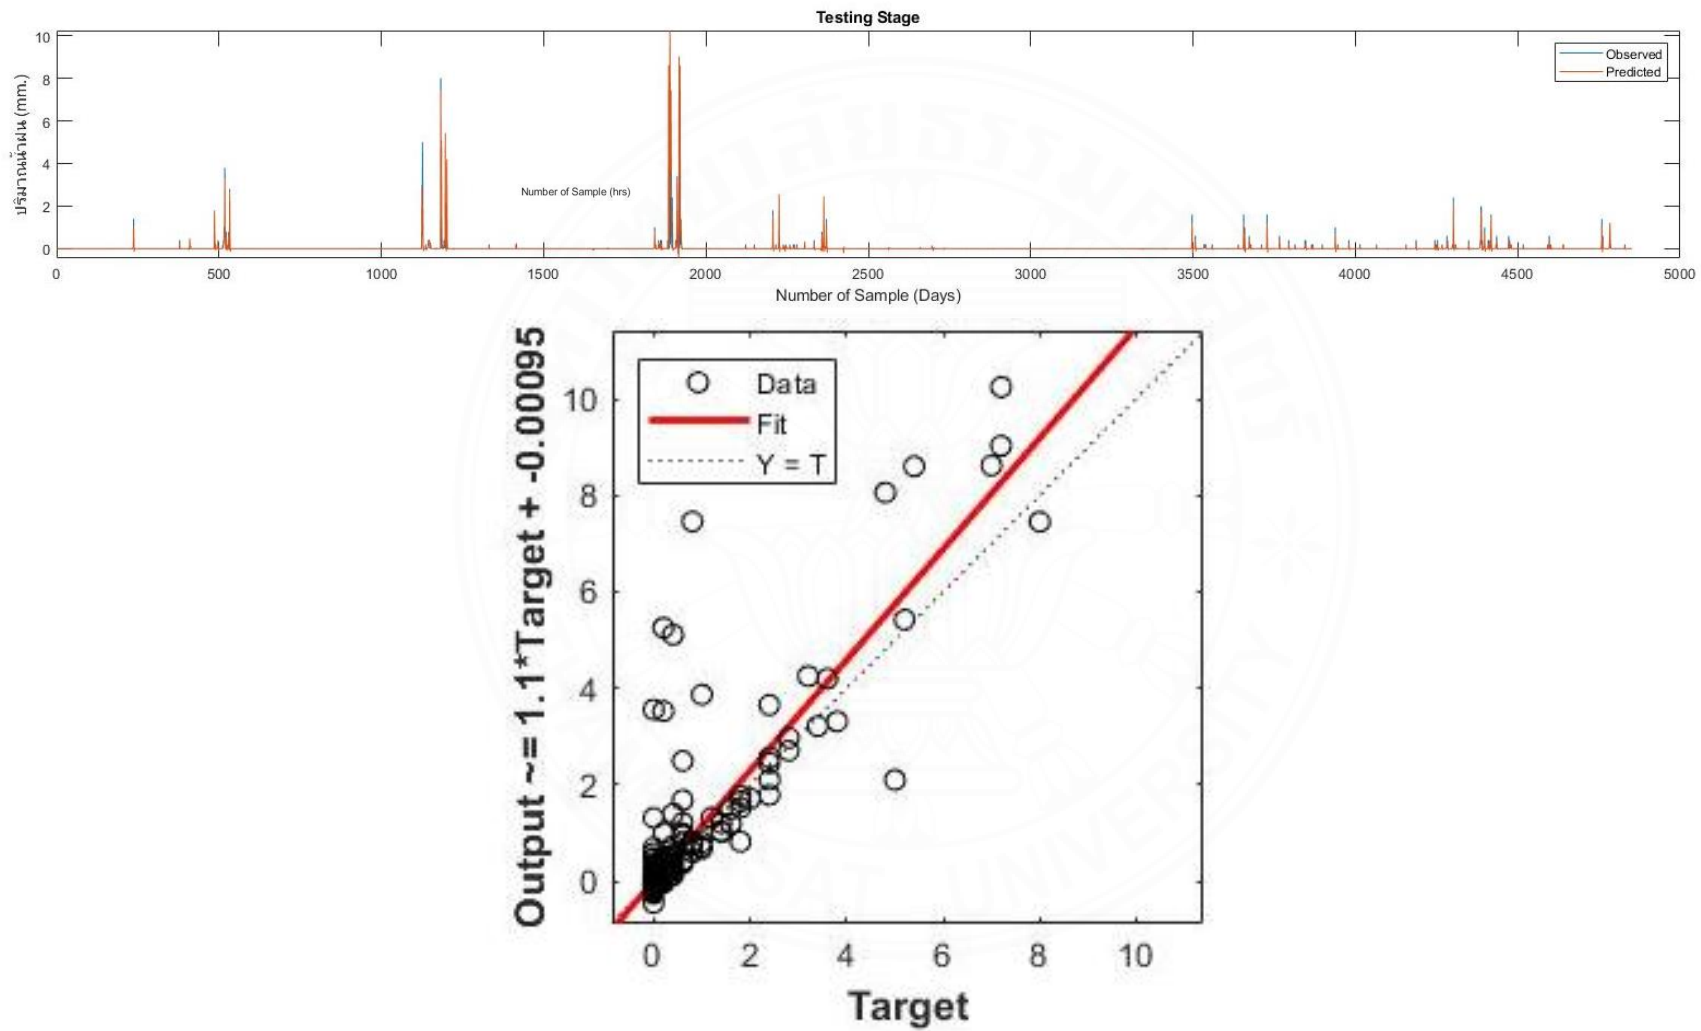 Testing Stage
ปริมาณน้ำฝน (mm.)
10
8
6
4
2
0
Observed
Predicted
Number of Sample (hrs)
0 500 1000 1500 2000 2500 3000 3500 4000 4500 5000
Number of Sample (Days)
Output ~= 1.1*Target + -0.00095
Data
Fit
Y = T
10
8
6
4
2
0
0 2 4 6 8 10
Target
UNIVERSITY